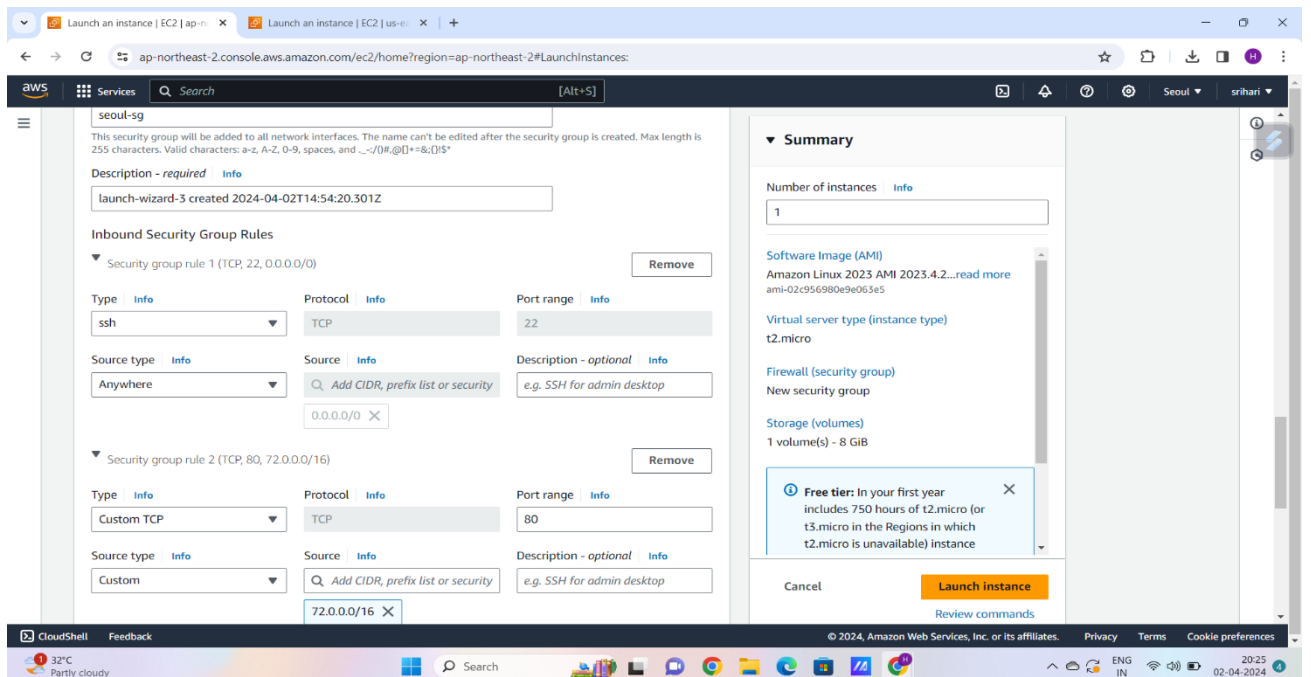 Launch an instance | EC2 | ap-n
Launch an instance | EC2 | us-ea
ap-northeast-2.console.aws.amazon.com/ec2/home?region=ap-northeast-2#LaunchInstances:
H
aws
Services
Search
[Alt+S]
Seoul
srihari
seoul-sg
This security group will be added to all network interfaces. The name can't be edited after the security group is created. Max length is
255 characters. Valid characters: a-z, A-Z, 0-9, spaces, and ._-:/()#,@[]+=&;{}!$*
Description - required Info
launch-wizard-3 created 2024-04-02T14:54:20.301Z
Inbound Security Group Rules
Security group rule 1 (TCP, 22, 0.0.0.0/0)
Remove
Type Info
Protocol Info
Port range Info
ssh
TCP
22
Source type Info
Source Info
Description - optional Info
Anywhere
Add CIDR, prefix list or security
e.g. SSH for admin desktop
0.0.0.0/0
Security group rule 2 (TCP, 80, 72.0.0.0/16)
Remove
Type Info
Protocol Info
Port range Info
Custom TCP
TCP
80
Source type Info
Source Info
Description - optional Info
Custom
Add CIDR, prefix list or security
e.g. SSH for admin desktop
72.0.0.0/16
Summary
Number of instances Info
1
Software Image (AMI)
Amazon Linux 2023 AMI 2023.4.2...read more
ami-02c956980e9e063e5
Virtual server type (instance type)
t2.micro
Firewall (security group)
New security group
Storage (volumes)
1 volume(s) - 8 GiB
Free tier: In your first year
includes 750 hours of t2.micro (or
t3.micro in the Regions in which
t2.micro is unavailable) instance
Cancel
Launch instance
Review commands
CloudShell
Feedback
© 2024, Amazon Web Services, Inc. or its affiliates.
Privacy
Terms
Cookie preferences
1
32°C
Partly cloudy
Search
ENG
IN
20:25
02-04-2024
4